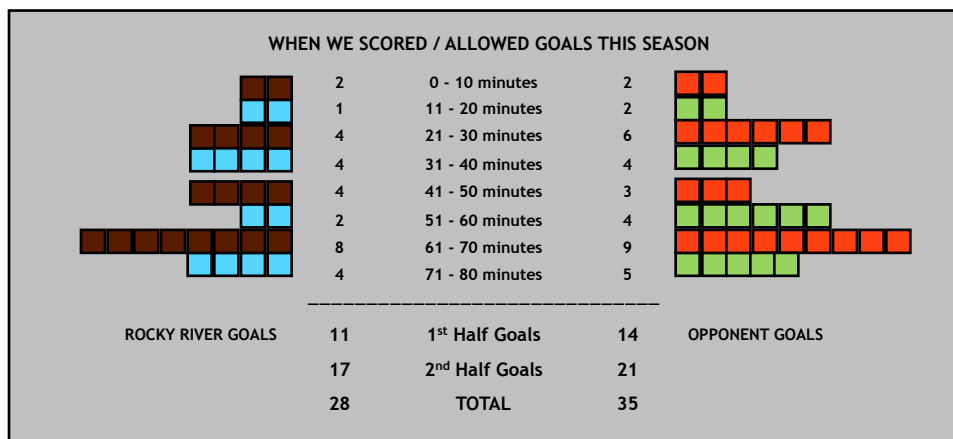 WHEN WE SCORED / ALLOWED GOALS THIS SEASON
2 0 - 10 minutes 2
1 11 - 20 minutes 2
4 21 - 30 minutes 6
4 31 - 40 minutes 4
4 41 - 50 minutes 3
2 51 - 60 minutes 4
8 61 - 70 minutes 9
4 71 - 80 minutes 5
ROCKY RIVER GOALS 11 1st Half Goals 14 OPPONENT GOALS
17 2nd Half Goals 21
28 TOTAL 35